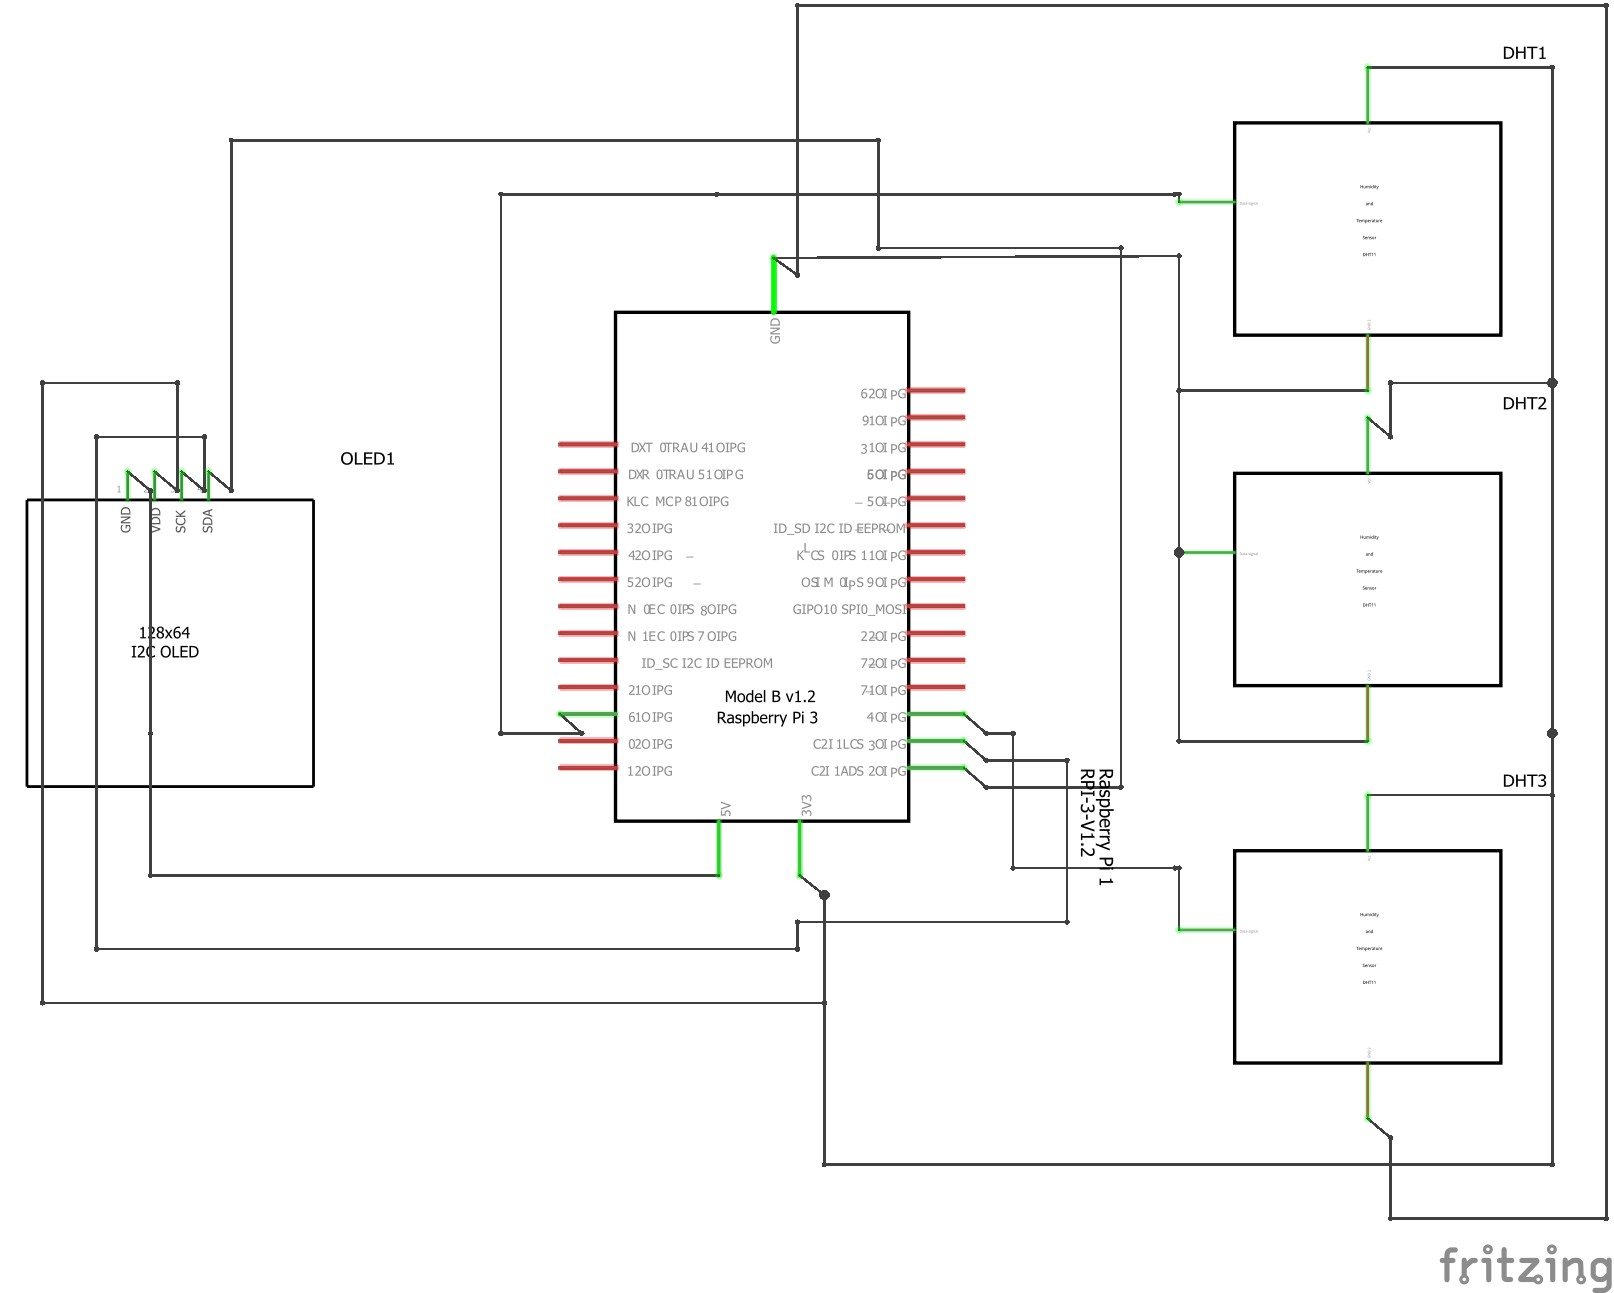 DHT1
Humidity
and
Temperature
Sensor
DHT11
GND
DHT2
OLED1
1
GND
VDD
SCK
SDA
128x64
I2C OLED
62OI pG
91OI pG
31OI pG
DXT 0TRAU 41OIPG
DXR 0TRAU 51OIPG
KLC MCP 81OIPG
32OIPG
42OIPG –
52OIPG –
N 0EC 0IPS 8OIPG
N 1EC 0IPS 7OIPG
ID_SC I2C ID EEPROM
21OIPG
61OIPG
02OIPG
12OIPG
6OI pG
– 5OI pG
ID_SD I2C ID EEPROM
KLCS 0IPS 11OI pG
OSIM 0IpS 9OI pG
GIPO10 SPI0_MOSI
22OI pG
72OI pG
71OI pG
4OI pG
C2I 1LCS 3OI pG
C2I 1ADS 2OI pG
Model B v1.2
Raspberry Pi 3
5V
3V3
Raspberry Pi 1
RPI-3-V1.2
Humidity
and
Temperature
Sensor
DHT11
DHT3
Humidity
and
Temperature
Sensor
DHT11
fritzing